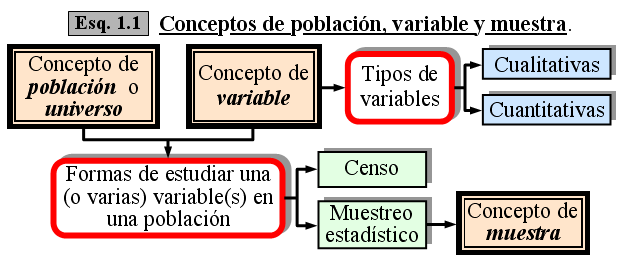 Esq. 1.1 Conceptos de población, variable y muestra.
Concepto de
población o
universo
Concepto de
variable
Tipos de
variables
Cualitativas
Cuantitativas
Formas de estudiar una
(o varias) variable(s) en
una población
Censo
Muestreo
estadístico
Concepto de
muestra